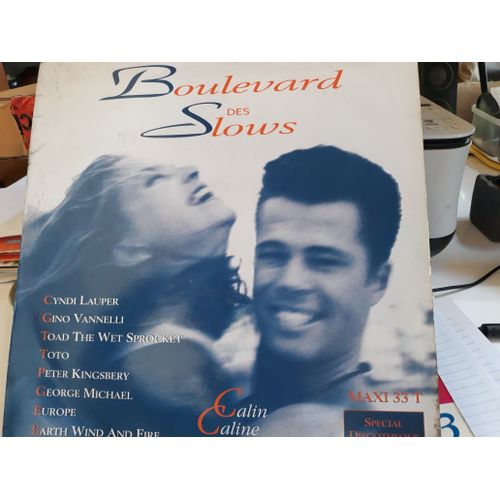 Boulevard
DES
Slows
CYNDI LAUPER
GINO VANNELLI
TOAD THE WET SPROCKET
TOTO
PETER KINGSBERY
GEORGE MICHAEL
EUROPE
EARTH WIND AND FIRE
Calin
Caline
MAXI 33 T
SPECIAL